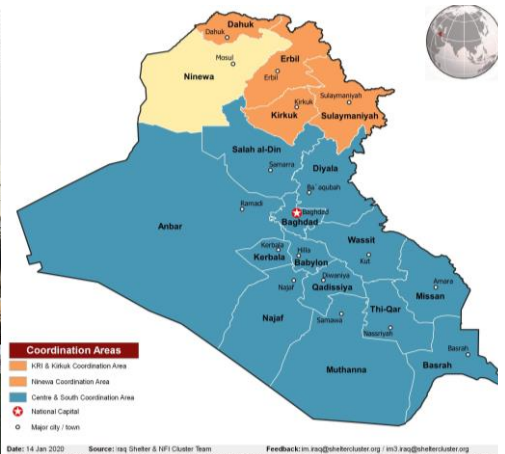 Dahuk
Dahuk
Mosul
Ninewa
Erbil
Erbil
Kirkuk
Sulaymaniyah
Kirkuk
Sulaymaniyah
Salah al-Din
Samarra
Diyala
Ba`aqubah
Ramadi
Anbar
Baghdad
Baghdad
Wassit
Kerbala
Hilla
Kut
Kerbala
Babylon
Najaf
Diwaniya
Qadissiya
Amara
Missan
Najaf
Samawa
Thi-Qar
Nassriyah
Basrah
Basrah
Muthanna
Coordination Areas
KRI & Kirkuk Coordination Area
Ninewa Coordination Area
Centre & South Coordination Area
National Capital
Major city / town
Date: 14 Jan 2020 Source: Iraq Shelter & NFI Cluster Team Feedback: im.iraq@sheltercluster.org / im3.iraq@sheltercluster.org